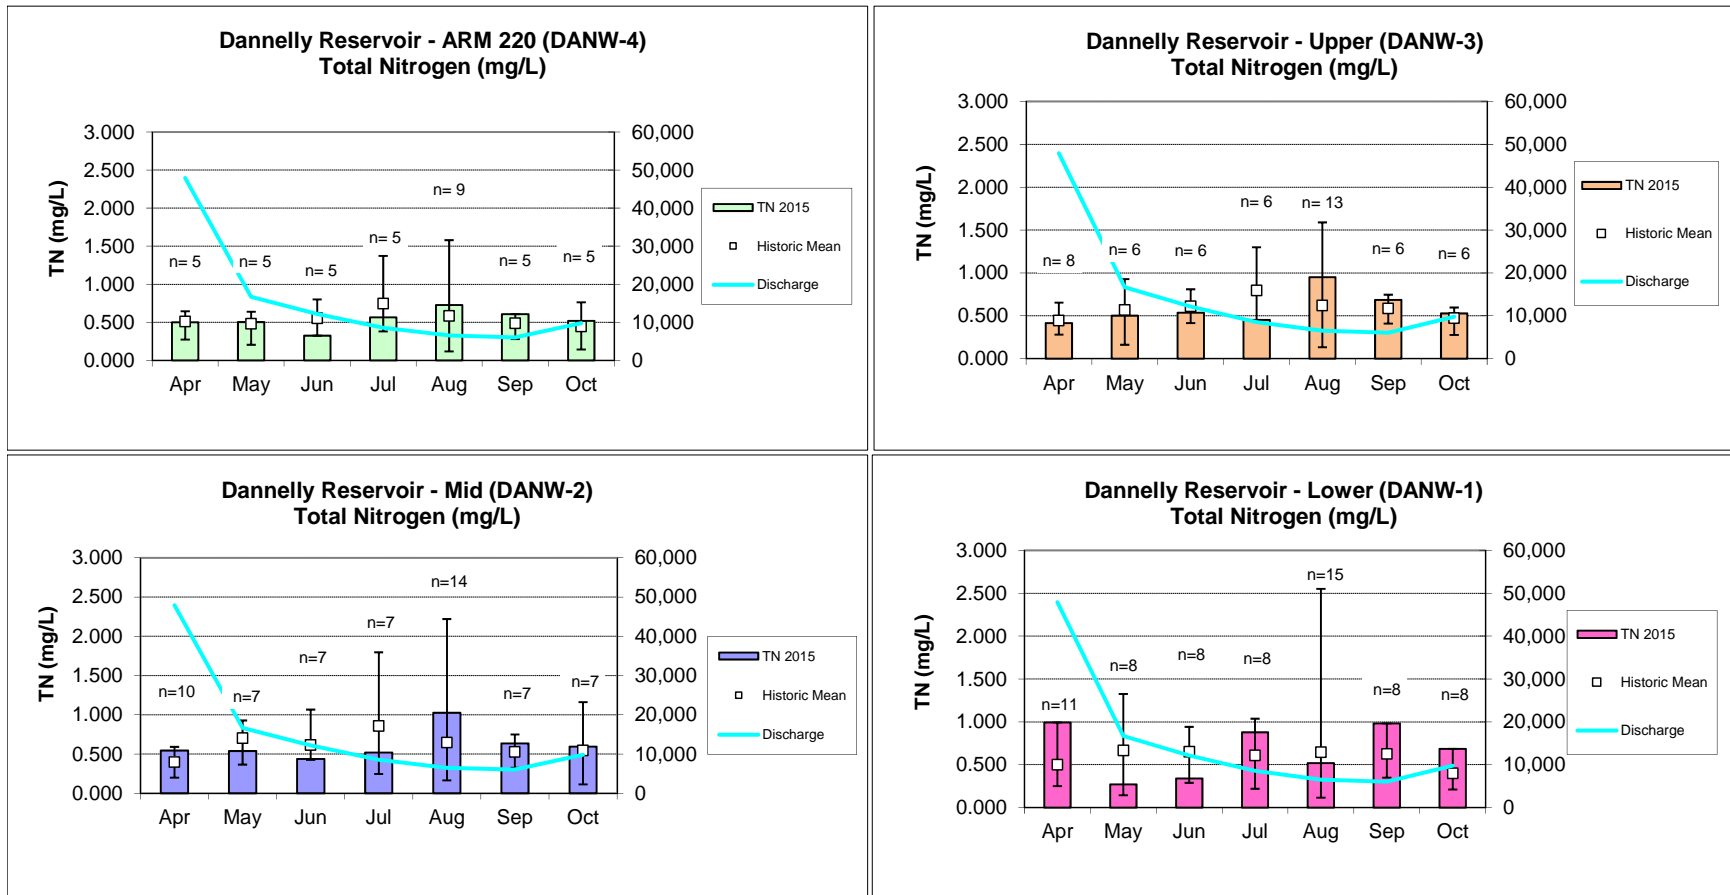 Dannelly Reservoir - ARM 220 (DANW-4)
Total Nitrogen (mg/L)
TN (mg/L)
3.000
2.500
2.000
1.500
1.000
0.500
0.000
60,000
50,000
40,000
30,000
20,000
10,000
0
n= 5
n= 5
n= 5
n= 5
n= 9
n= 5
n= 5
Apr May Jun Jul Aug Sep Oct
TN 2015
Historic Mean
Discharge
Dannelly Reservoir - Upper (DANW-3)
Total Nitrogen (mg/L)
TN (mg/L)
3.000
2.500
2.000
1.500
1.000
0.500
0.000
60,000
50,000
40,000
30,000
20,000
10,000
0
n= 8
n= 6
n= 6
n= 6
n= 13
n= 6
n= 6
Apr May Jun Jul Aug Sep Oct
TN 2015
Historic Mean
Discharge
Dannelly Reservoir - Mid (DANW-2)
Total Nitrogen (mg/L)
TN (mg/L)
3.000
2.500
2.000
1.500
1.000
0.500
0.000
60,000
50,000
40,000
30,000
20,000
10,000
0
n=10
n=7
n=7
n=7
n=14
n=7
n=7
Apr May Jun Jul Aug Sep Oct
TN 2015
Historic Mean
Discharge
Dannelly Reservoir - Lower (DANW-1)
Total Nitrogen (mg/L)
TN (mg/L)
3.000
2.500
2.000
1.500
1.000
0.500
0.000
60,000
50,000
40,000
30,000
20,000
10,000
0
n=11
n=8
n=8
n=8
n=15
n=8
n=8
Apr May Jun Jul Aug Sep Oct
TN 2015
Historic Mean
Discharge